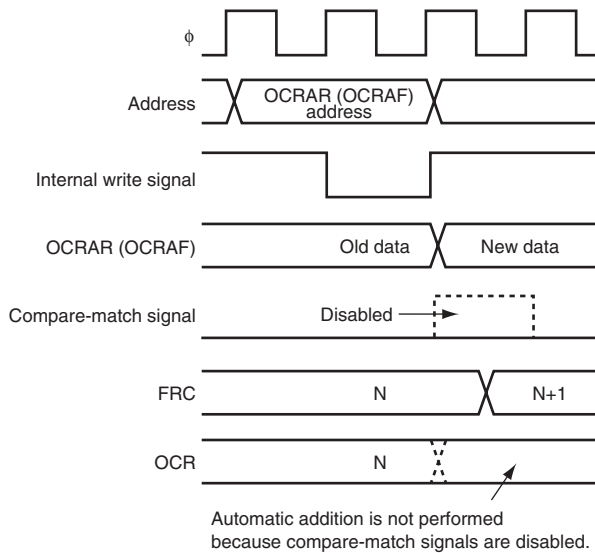 φ
Address
OCRAR (OCRAF)
address
Internal write signal
OCRAR (OCRAF)
Old data
New data
Compare-match signal
Disabled
FRC
N
N+1
OCR
N
Automatic addition is not performed
because compare-match signals are disabled.